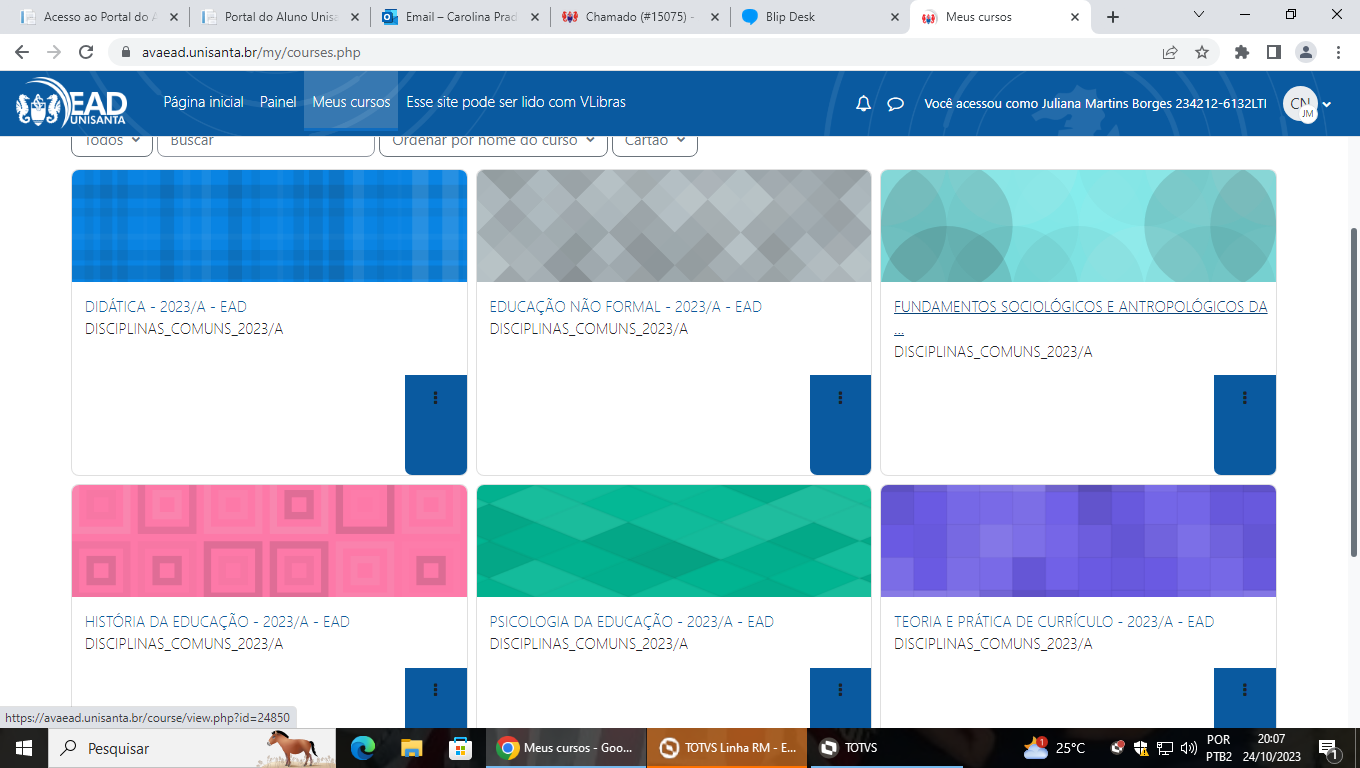 Acesso ao Portal do A
Portal do Aluno Unisa
Email – Carolina Prad
Chamado (#15075) -
Blip Desk
Meus cursos
avaead.unisanta.br/my/courses.php
EAD
UNISANTA
Página inicial
Painel
Meus cursos
Esse site pode ser lido com VLibras
Você acessou como Juliana Martins Borges 234212-6132LTI
CN
JM
Todos
Buscar
Ordenar por nome do curso
Cartão
DIDÁTICA - 2023/A - EAD
DISCIPLINAS_COMUNS_2023/A
EDUCAÇÃO NÃO FORMAL - 2023/A - EAD
DISCIPLINAS_COMUNS_2023/A
FUNDAMENTOS SOCIOLÓGICOS E ANTROPOLÓGICOS DA
...
DISCIPLINAS_COMUNS_2023/A
HISTÓRIA DA EDUCAÇÃO - 2023/A - EAD
DISCIPLINAS_COMUNS_2023/A
PSICOLOGIA DA EDUCAÇÃO - 2023/A - EAD
DISCIPLINAS_COMUNS_2023/A
TEORIA E PRÁTICA DE CURRÍCULO - 2023/A - EAD
DISCIPLINAS_COMUNS_2023/A
https://avaead.unisanta.br/course/view.php?id=24850
Pesquisar
Meus cursos - Goo...
TOTVS Linha RM - E...
TOTVS
1
25°C
POR
PTB2
20:07
24/10/2023
1